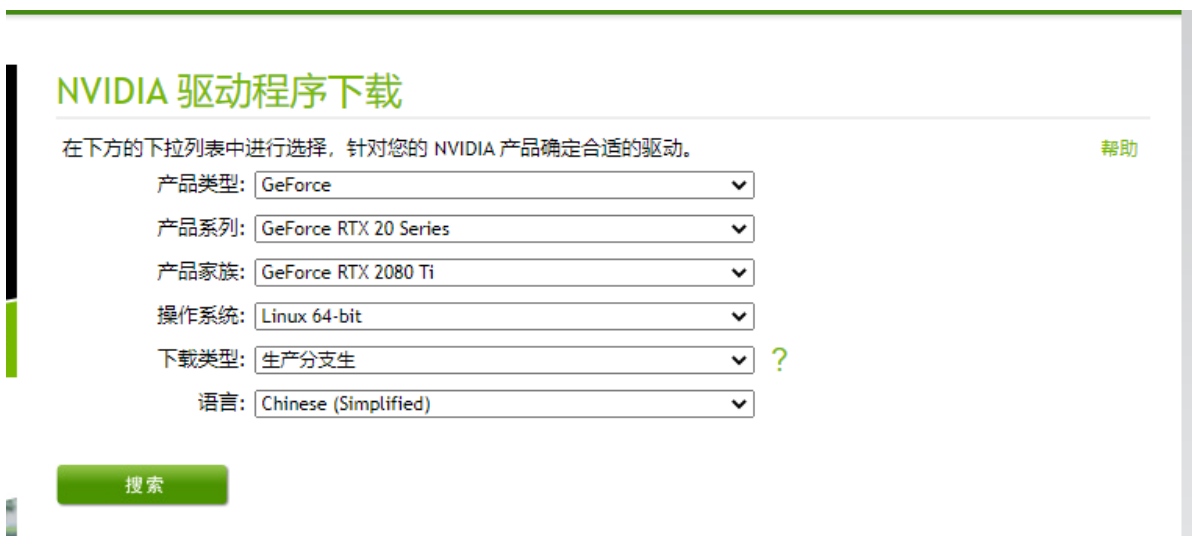 NVIDIA 驱动程序下载
在下方的下拉列表中进行选择，针对您的 NVIDIA 产品确定合适的驱动。 帮助
产品类型: GeForce
产品系列: GeForce RTX 20 Series
产品家族: GeForce RTX 2080 Ti
操作系统: Linux 64-bit
下载类型: 生产分支生 ?
语言: Chinese (Simplified)
搜索